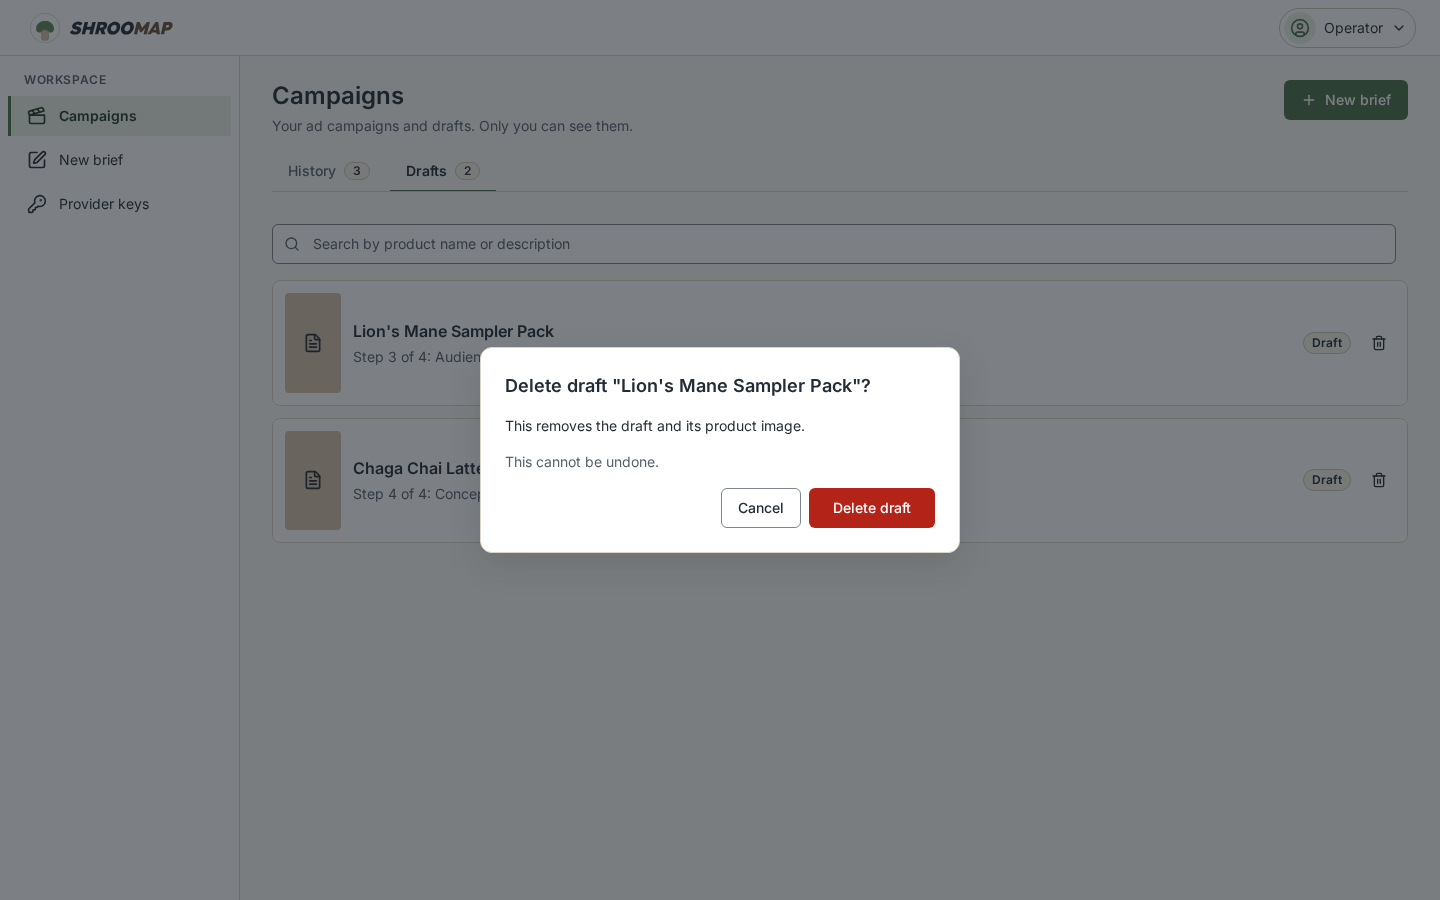 SHROOMAP
Operator
WORKSPACE
Campaigns
New brief
Provider keys
Campaigns
Your ad campaigns and drafts. Only you can see them.
New brief
History 3
Drafts 2
Search by product name or description
Lion's Mane Sampler Pack
Step 3 of 4:
Draft
Chaga Chai
Step 4 of 4:
Draft
Delete draft "Lion's Mane Sampler Pack"?
This removes the draft and its product image.
This cannot be undone.
Cancel
Delete draft